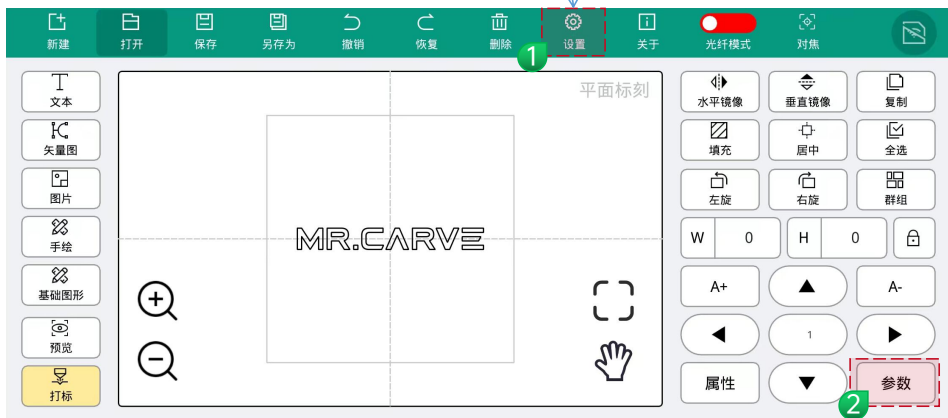 新建
打开
保存
另存为
撤销
恢复
删除
设置
关于
光纤模式
对焦
1
文本
矢量图
图片
手绘
基础图形
预览
打标
平面标刻
MR.CARVE
水平镜像
垂直镜像
复制
填充
居中
全选
左旋
右旋
群组
W 0
H 0
A+
A-
1
属性
参数
2